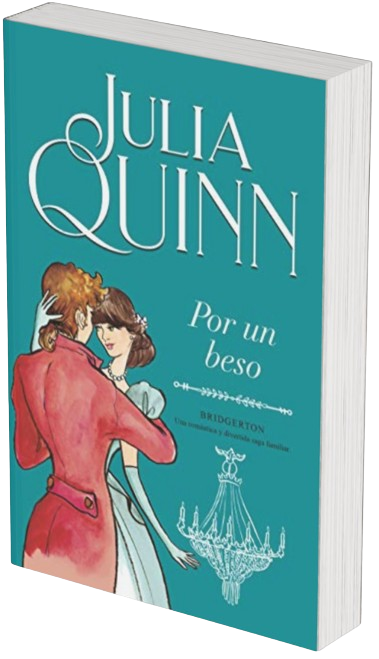 JULIA
QUINN
Por un
beso
BRIDGERTON
Una romántica y divertida saga familiar